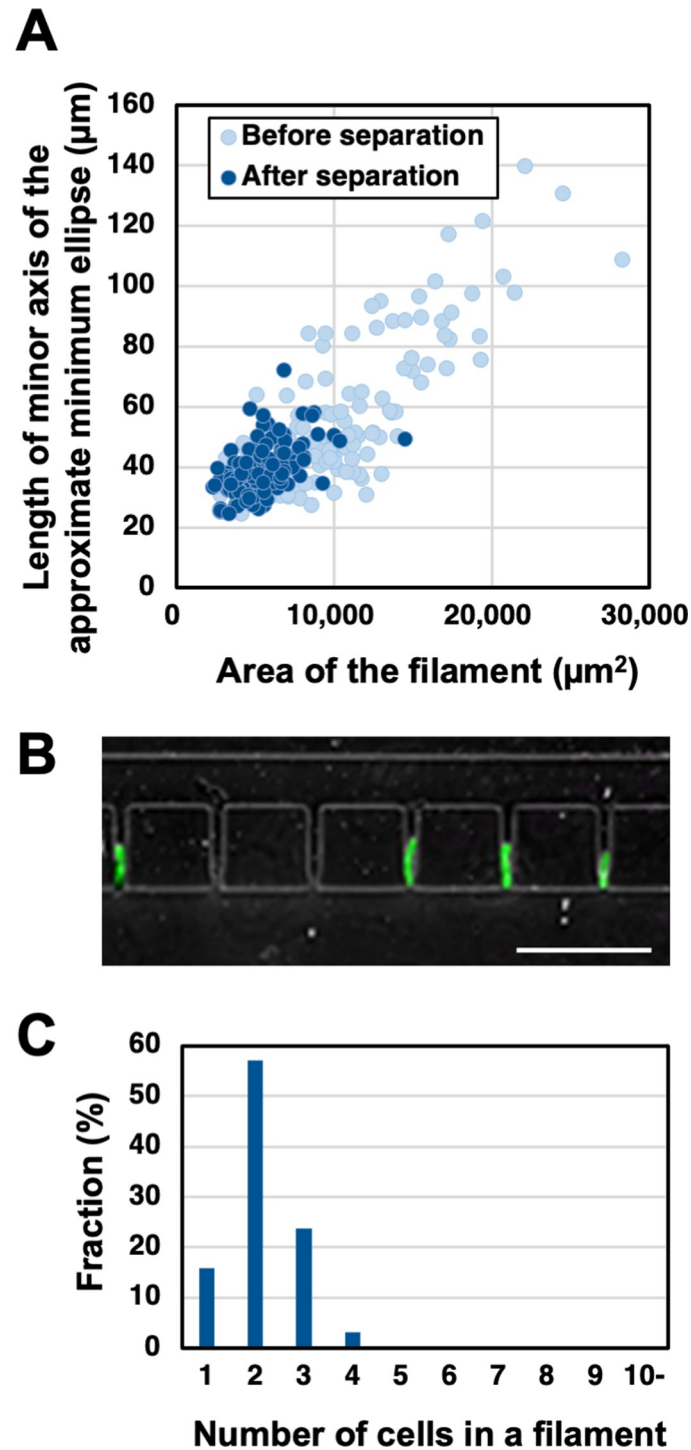 A
Length of minor axis of the
approximate minimum ellipse (µm)
160
140
120
100
80
60
40
20
0
Before separation
After separation
0 10,000 20,000 30,000
Area of the filament (µm²)
B
C
Fraction (%)
60
50
40
30
20
10
0
1 2 3 4 5 6 7 8 9 10-
Number of cells in a filament